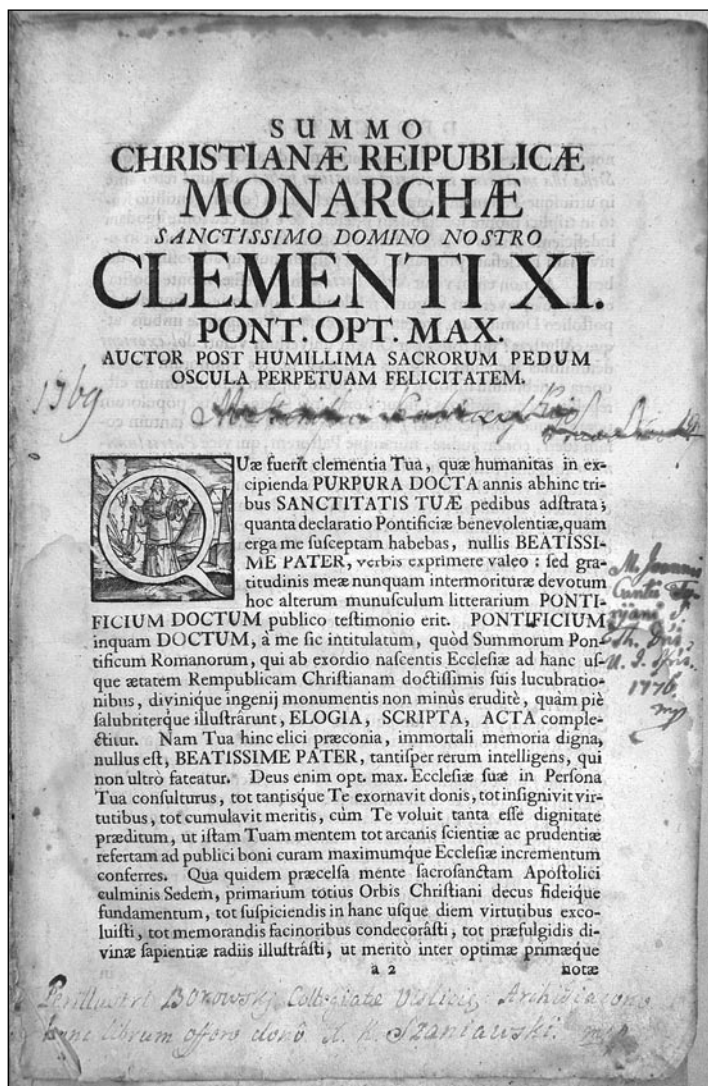 SUMMO
CHRISTIANÆ REIPUBLICÆ
MONARCHÆ
SANCTISSIMO DOMINO NOSTRO
CLEMENTI XI.
PONT. OPT. MAX.
AUCTOR POST HUMILLIMA SACRORUM PEDUM
OSCULA PERPETUAM FELICITATEM.
1769
QUæ fuerit clementia Tua, quæ humanitas in ex-
cipienda PURPURA DOCTA annis abhinc tri-
bus SANCTITATIS TUÆ pedibus adſtrata;
quanta declaratio Pontificiæ benevolentiæ, quam
erga me ſuſceptam habebas, nullis BEATISSI-
ME PATER, verbis exprimere valeo : ſed gra-
titudinis meæ nunquam intermorituræ devotum
hoc alterum munuſculum litterarium PONTI-
FICIUM DOCTUM publico teſtimonio erit. PONTIFICIUM
inquam DOCTUM, à me ſic intitulatum, quòd Summorum Pon-
tificum Romanorum, qui ab exordio naſcentis Eccleſiæ ad hanc uſ-
que ætatem Rempublicam Chriſtianam doctiſſimis ſuis lucubratio-
nibus, divinique ingenij monumentis non minùs eruditè, quàm piè
ſalubriterque illuſtrárunt, ELOGIA, SCRIPTA, ACTA comple-
ctitur. Nam Tua hinc elici præconia, immortali memoria digna,
nullus eſt, BEATISSIME PATER, tantiſper rerum intelligens, qui
non ultrò fateatur. Deus enim opt. max. Eccleſiæ ſuæ in Perſona
Tua conſulturus, tot tantiſque Te exornavit donis, tot inſignivit vir-
tutibus, tot cumulavit meritis, cùm Te voluit tanta eſſe dignitate
præditum, ut iſtam Tuam mentem tot arcanis ſcientiæ ac prudentiæ
refertam ad publici boni curam maximumque Eccleſiæ incrementum
conferres. Qua quidem præcelſa mente ſacroſanctam Apoſtolici
culminis Sedem, primarium totius Orbis Chriſtiani decus fideique
fundamentum, tot ſuſpiciendis in hanc uſque diem virtutibus exco-
luiſti, tot memorandis facinoribus condecoráſti, tot præfulgidis di-
vinæ ſapientiæ radiis illuſtráſti, ut meritò inter optimæ primæque
a 2 notæ
M. Joannis
Cantii
1776
mp
Perillustri Borowski Collegiatæ Archidiacono
hunc librum offero dono Szaniawski. mp